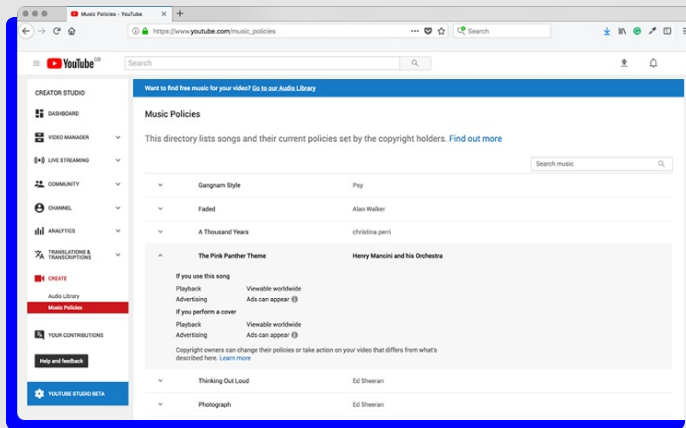 Music Policies - YouTube
https://www.youtube.com/music_policies
Search
YouTube GB
Search
CREATOR STUDIO
DASHBOARD
VIDEO MANAGER
LIVE STREAMING
COMMUNITY
CHANNEL
ANALYTICS
TRANSLATIONS &
TRANSCRIPTIONS
CREATE
Audio Library
Music Policies
YOUR CONTRIBUTIONS
Help and feedback
YOUTUBE STUDIO BETA
Want to find free music for your video? Go to our Audio Library
Music Policies
This directory lists songs and their current policies set by the copyright holders. Find out more
Search music
Gangnam Style Psy
Faded Alan Walker
A Thousand Years christina perri
The Pink Panther Theme Henry Mancini and his Orchestra
If you use this song
Playback Viewable worldwide
Advertising Ads can appear
If you perform a cover
Playback Viewable worldwide
Advertising Ads can appear
Copyright owners can change their policies or take action on your video that differs from what's
described here. Learn more
Thinking Out Loud Ed Sheeran
Photograph Ed Sheeran